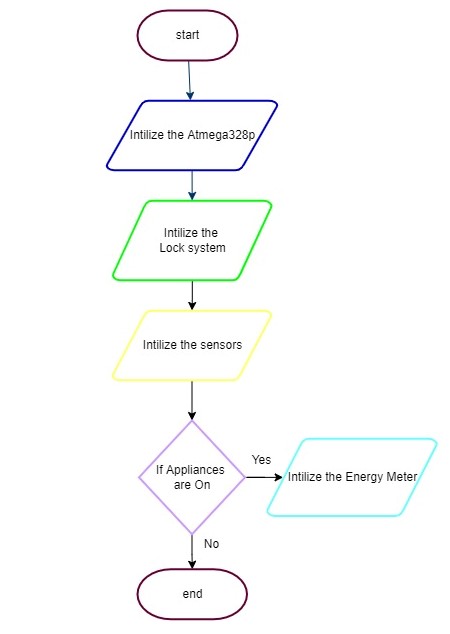 start
Intilize the Atmega328p
Intilize the
Lock system
Intilize the sensors
If Appliances
are On
Yes
Intilize the Energy Meter
No
end